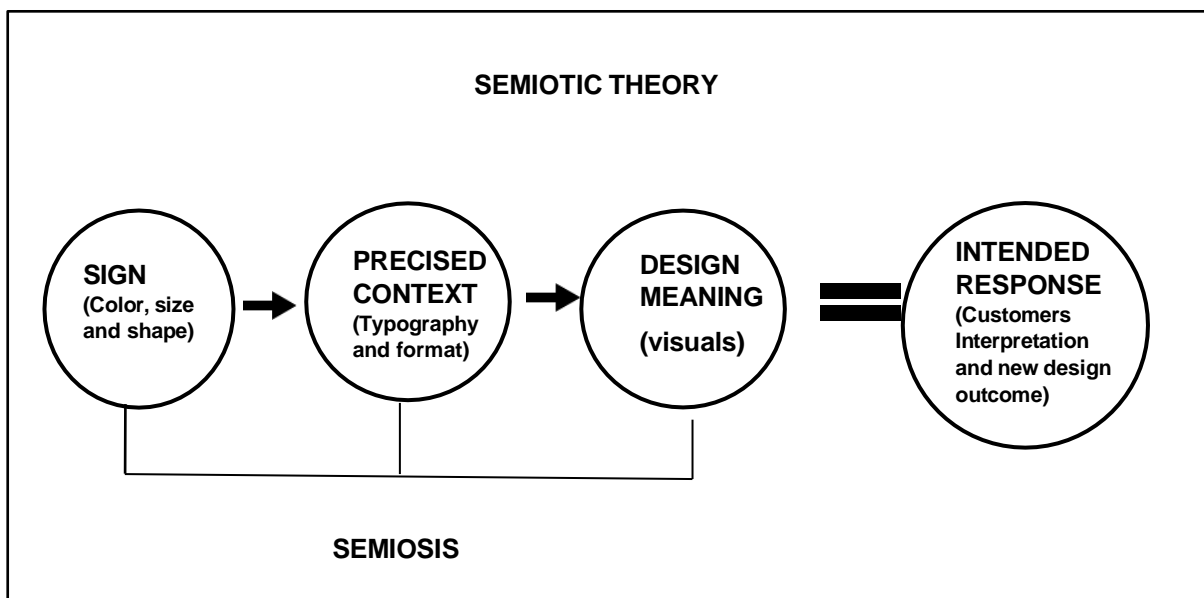 SEMIOTIC THEORY
SIGN
(Color, size
and shape)
PRECISED
CONTEXT
(Typography
and format)
DESIGN
MEANING
(visuals)
INTENDED
RESPONSE
(Customers
Interpretation
and new design
outcome)
SEMIOSIS